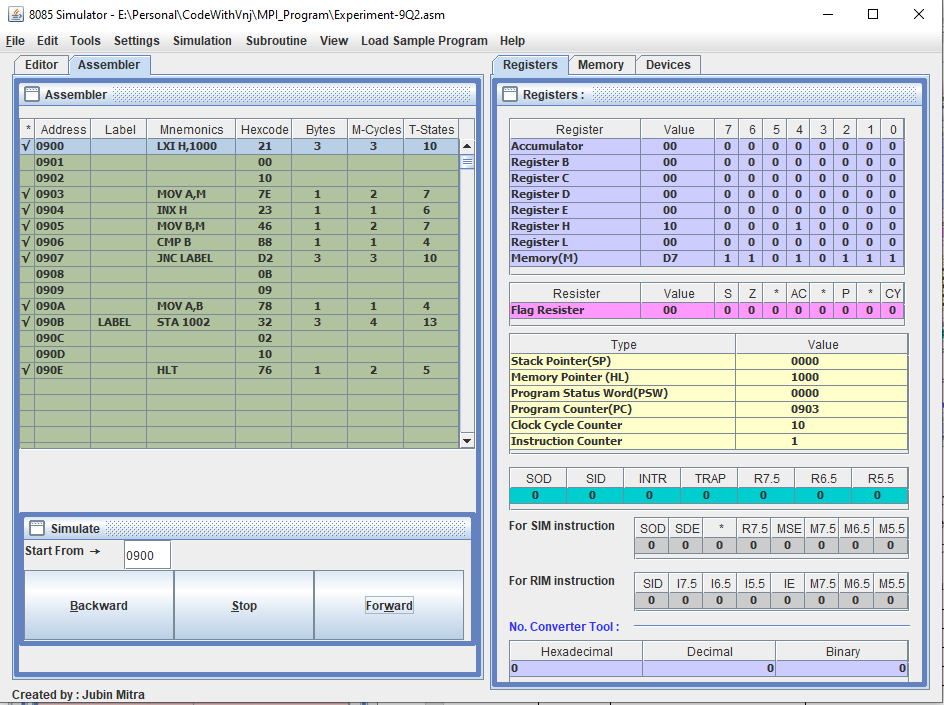 8085 Simulator - E:\Personal\CodeWithVnj\MPI_Program\Experiment-9Q2.asm
File Edit Tools Settings Simulation Subroutine View Load Sample Program Help
Editor Assembler
Assembler
* Address Label Mnemonics Hexcode Bytes M-Cycles T-States
√ 0900 LXI H,1000 21 3 3 10
0901 00
0902 10
√ 0903 MOV A,M 7E 1 2 7
√ 0904 INX H 23 1 1 6
√ 0905 MOV B,M 46 1 2 7
√ 0906 CMP B B8 1 1 4
√ 0907 JNC LABEL D2 3 3 10
0908 0B
0909 09
√ 090A MOV A,B 78 1 1 4
√ 090B LABEL STA 1002 32 3 4 13
090C 02
090D 10
√ 090E HLT 76 1 2 5
Simulate
Start From → 0900
Backward Stop Forward
Created by : Jubin Mitra
Registers Memory Devices
Registers :
Register Value 7 6 5 4 3 2 1 0
Accumulator 00 0 0 0 0 0 0 0 0
Register B 00 0 0 0 0 0 0 0 0
Register C 00 0 0 0 0 0 0 0 0
Register D 00 0 0 0 0 0 0 0 0
Register E 00 0 0 0 0 0 0 0 0
Register H 10 0 0 0 1 0 0 0 0
Register L 00 0 0 0 0 0 0 0 0
Memory(M) D7 1 1 0 1 0 1 1 1
Resister Value S Z * AC * P * CY
Flag Resister 00 0 0 0 0 0 0 0 0
Type Value
Stack Pointer(SP) 0000
Memory Pointer (HL) 1000
Program Status Word(PSW) 0000
Program Counter(PC) 0903
Clock Cycle Counter 10
Instruction Counter 1
SOD SID INTR TRAP R7.5 R6.5 R5.5
0 0 0 0 0 0 0
For SIM instruction SOD SDE * R7.5 MSE M7.5 M6.5 M5.5
0 0 0 0 0 0 0 0
For RIM instruction SID I7.5 I6.5 I5.5 IE M7.5 M6.5 M5.5
0 0 0 0 0 0 0 0
No. Converter Tool :
Hexadecimal Decimal Binary
0 0 0